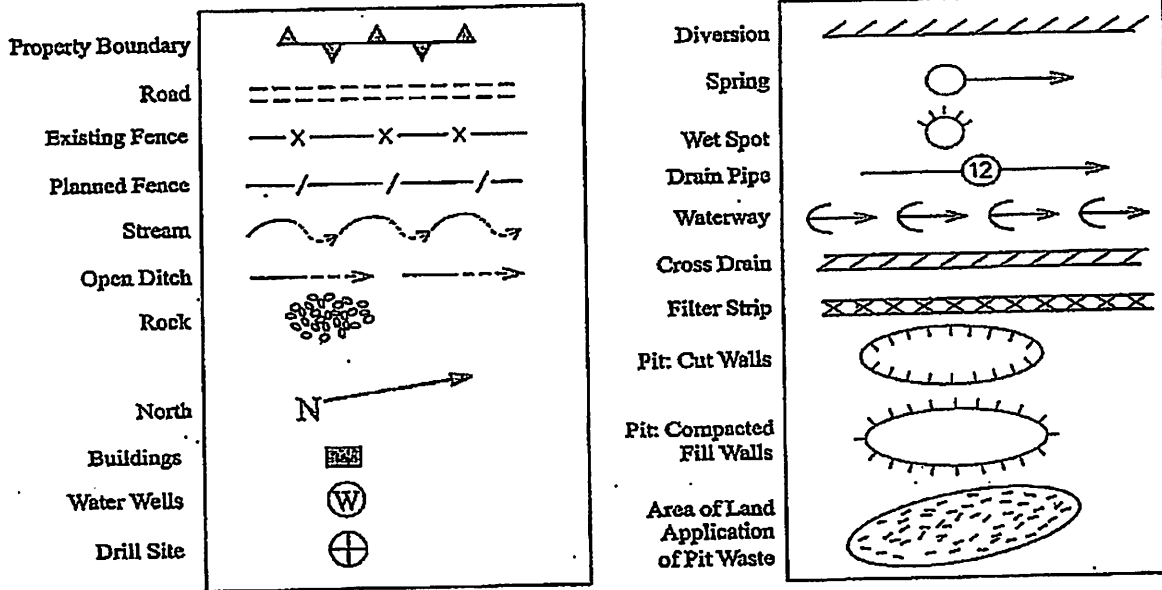 Property Boundary
Road
Existing Fence
Planned Fence
Stream
Open Ditch
Rock
North
N
Buildings
Water Wells
W
Drill Site
Diversion
Spring
Wet Spot
Drain Pipe
12
Waterway
Cross Drain
Filter Strip
Pit: Cut Walls
Pit: Compacted
Fill Walls
Area of Land
Application
of Pit Waste